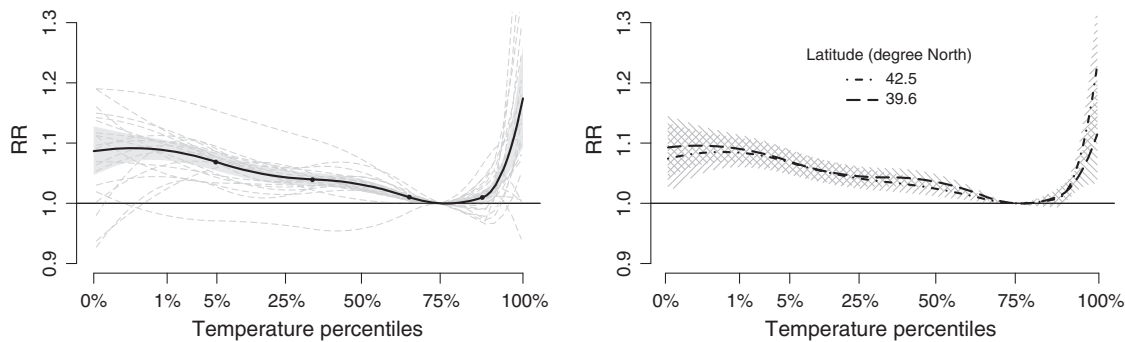 RR
1.3
1.2
1.1
1.0
0.9
0% 1% 5% 25% 50% 75% 100%
Temperature percentiles
RR
1.3
1.2
1.1
1.0
0.9
Latitude (degree North)
42.5
39.6
0% 1% 5% 25% 50% 75% 100%
Temperature percentiles